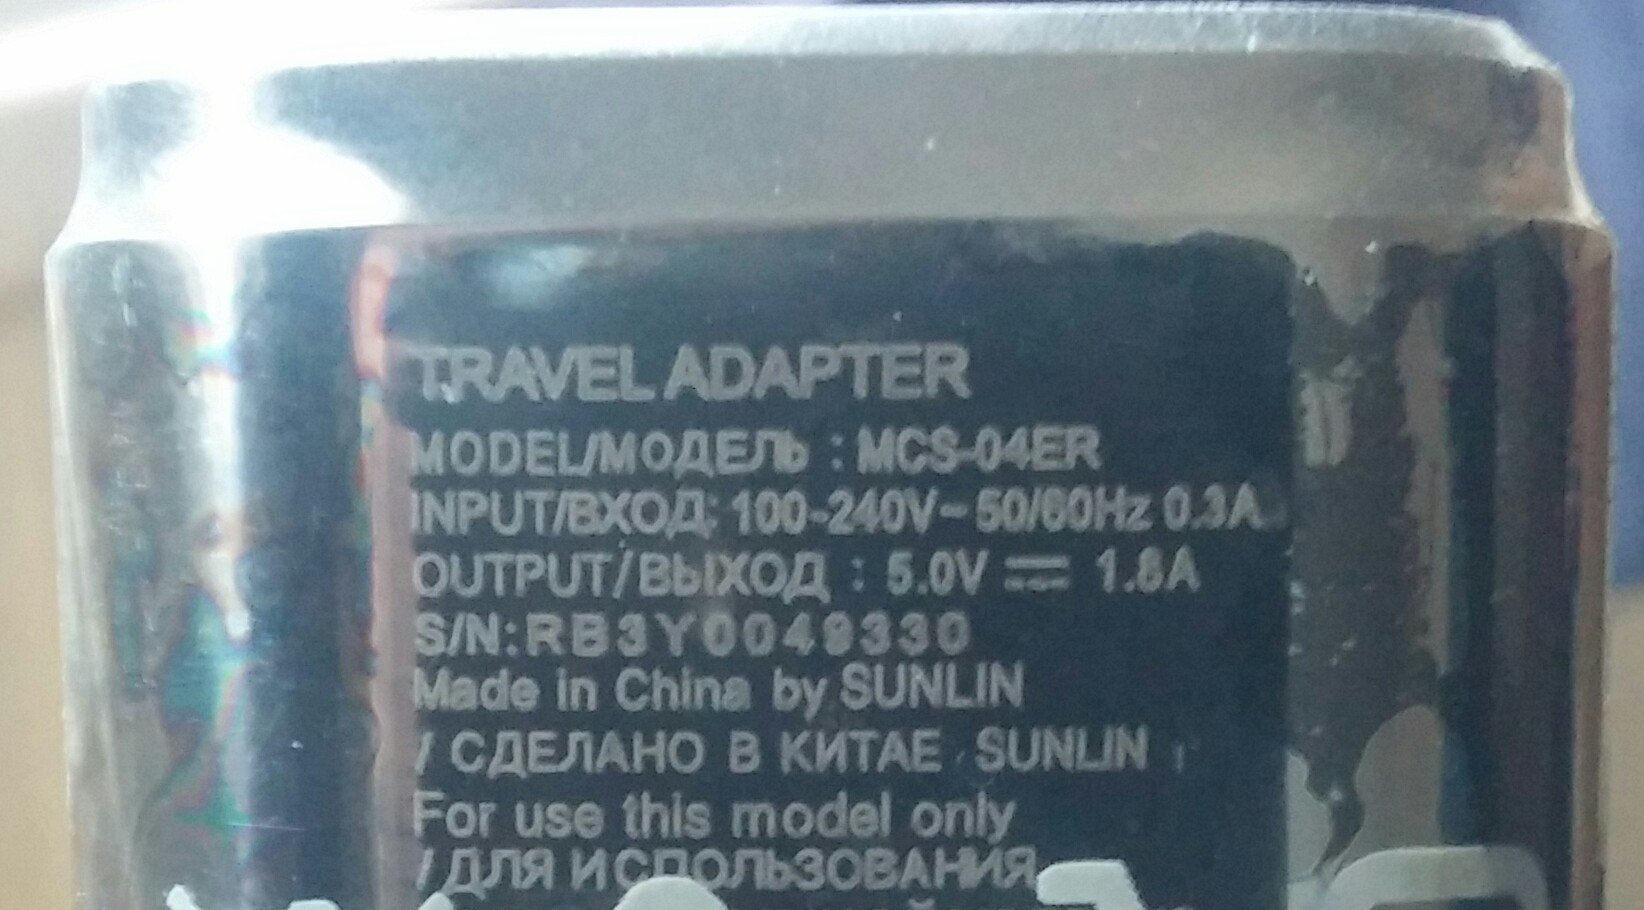 TRAVEL ADAPTER
MODEL/МОДЕЛЬ : MCS-04ER
INPUT/ВХОД: 100-240V~50/60Hz 0.3A
OUTPUT/ВЫХОД : 5.0V ⎓ 1.8A
S/N:RB3Y0049330
Made in China by SUNLIN
/ СДЕЛАНО В КИТАЕ SUNLIN
For use this model only
/ДЛЯ ИСПОЛЬЗОВАНИЯ